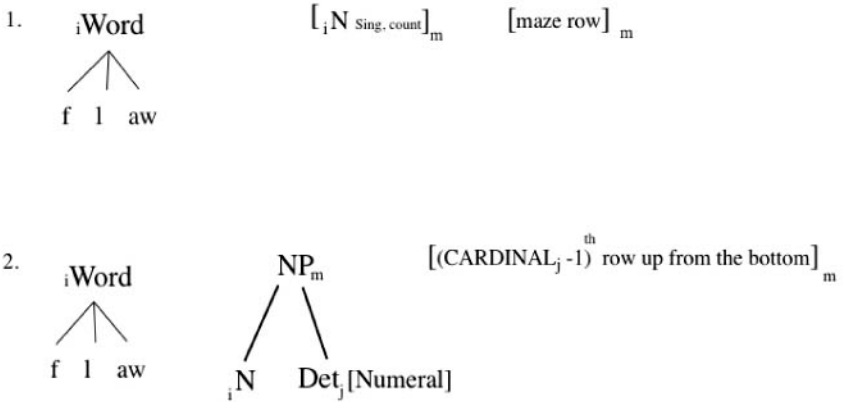 1. iWord [iN Sing, count]m [maze row]m
f l aw
2. iWord NPm [(CARDINALj -1)th row up from the bottom]m
f l aw iN Detj [Numeral]